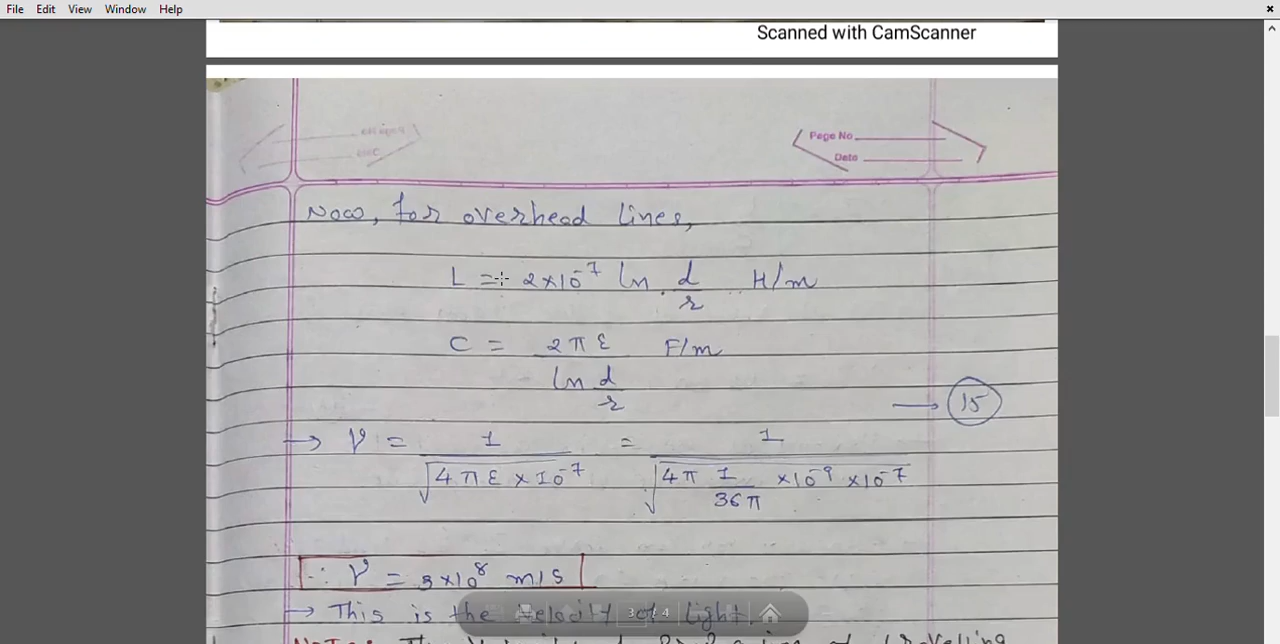 File Edit View Window Help
Scanned with CamScanner
Page No
Date
Now, for overhead lines,
L = 2×10⁻⁷ ln d/r H/m
C = 2πε / ln d/r F/m
→ 15
→ V = 1/√(4πε×10⁻⁷) = 1/√(4π 1/36π ×10⁻⁹ ×10⁻⁷)
∴ V = 3×10⁸ m/s
3 / 4
→ This is the velocity of light.